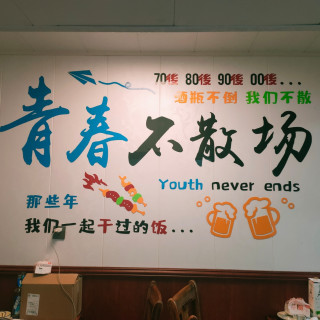 70後 80後 90後 00後...
酒瓶不倒 我们不散
青春不散场
Youth never ends
那些年
我们一起干过的饭...